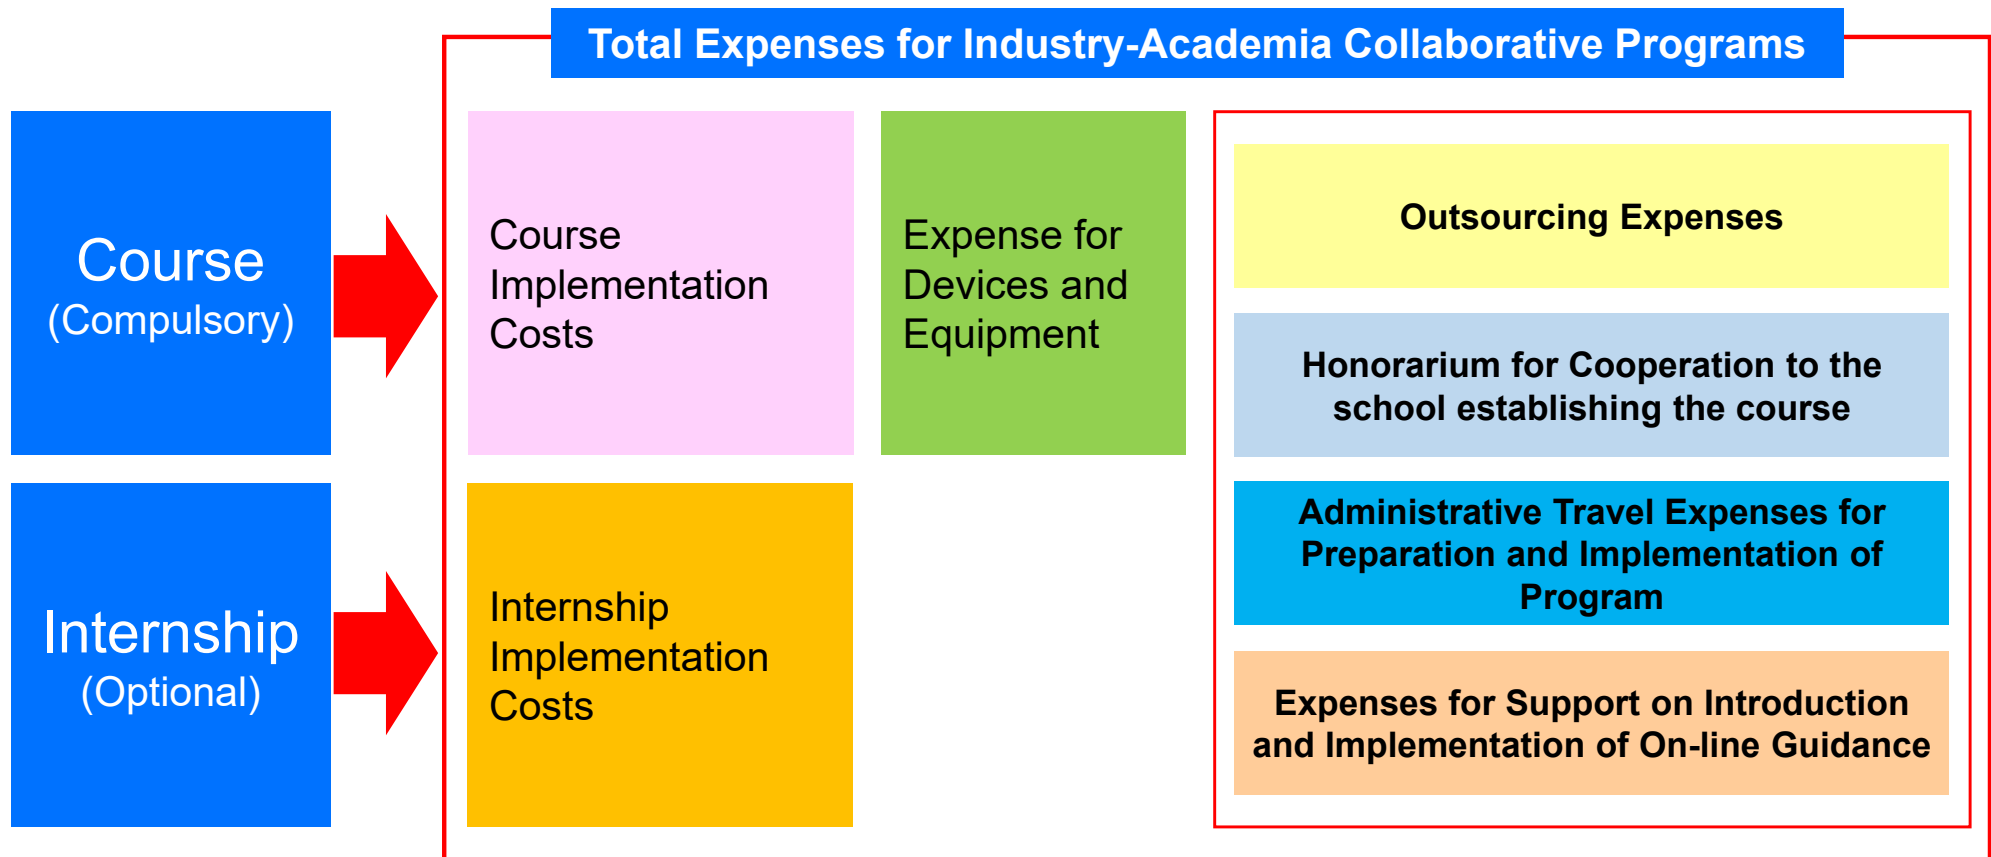 Total Expenses for Industry-Academia Collaborative Programs
Course
(Compulsory)
Course
Implementation
Costs
Expense for
Devices and
Equipment
Outsourcing Expenses
Honorarium for Cooperation to the
school establishing the course
Administrative Travel Expenses for
Preparation and Implementation of
Program
Expenses for Support on Introduction
and Implementation of On-line Guidance
Internship
(Optional)
Internship
Implementation
Costs